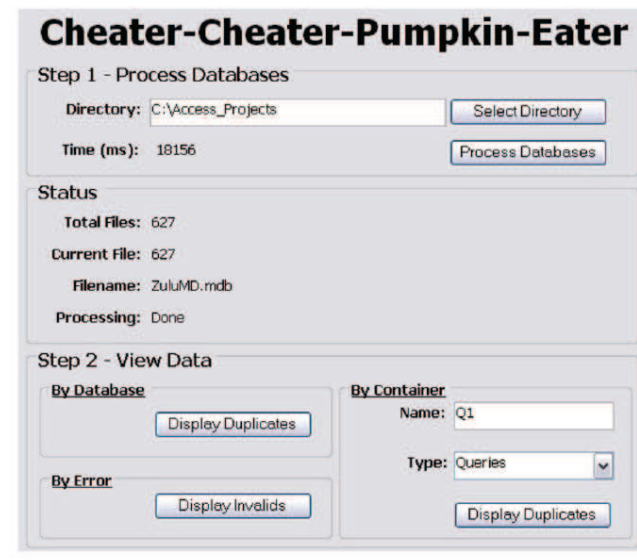 Cheater-Cheater-Pumpkin-Eater
Step 1 - Process Databases
Directory: C:\Access_Projects Select Directory
Time (ms): 18156 Process Databases
Status
Total Files: 627
Current File: 627
Filename: ZuluMD.mdb
Processing: Done
Step 2 - View Data
By Database
Display Duplicates
By Error
Display Invalids
By Container
Name: Q1
Type: Queries
Display Duplicates